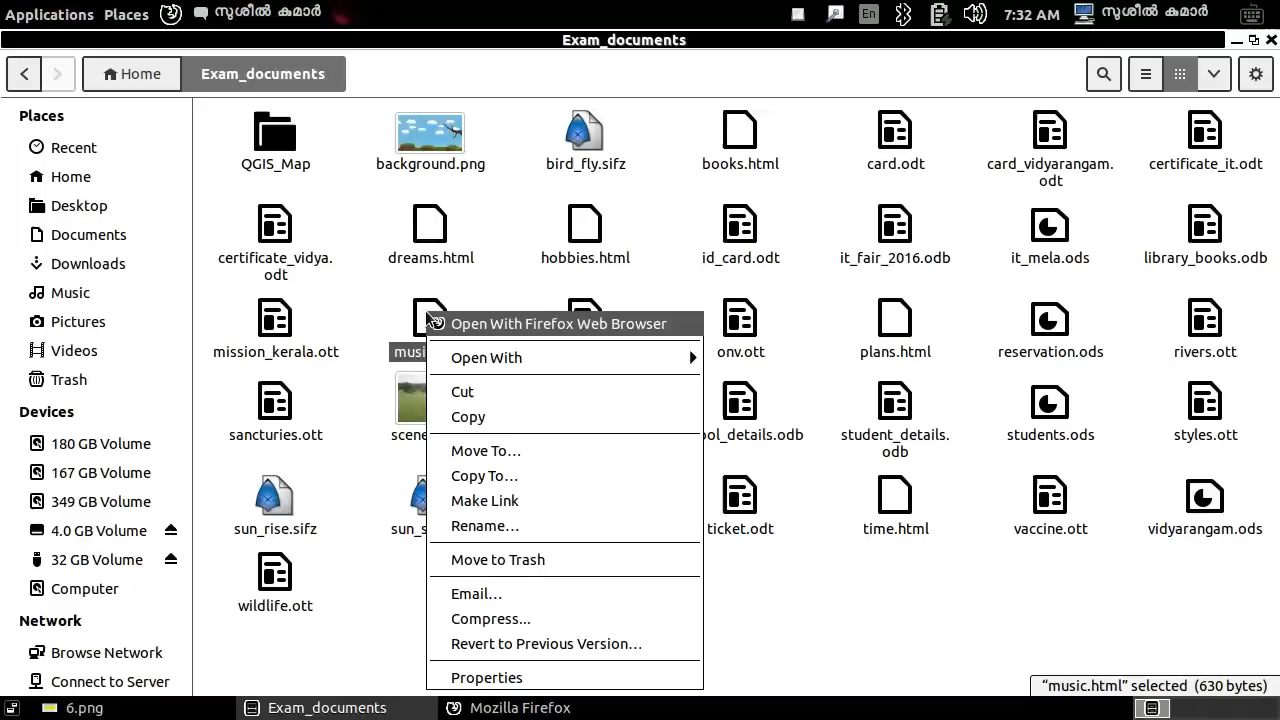 Applications Places സുശീൽ കുമാർ En 7:32 AM സുശീൽ കുമാർ
Exam_documents
Home Exam_documents
Places
Recent
Home
Desktop
Documents
Downloads
Music
Pictures
Videos
Trash
Devices
180 GB Volume
167 GB Volume
349 GB Volume
4.0 GB Volume
32 GB Volume
Computer
Network
Browse Network
Connect to Server
QGIS_Map background.png bird_fly.sifz books.html card.odt card_vidyarangam. certificate_it.odt
odt
certificate_vidya. dreams.html hobbies.html id_card.odt it_fair_2016.odb it_mela.ods library_books.odb
odt
mission_kerala.ott onv.ott plans.html reservation.ods rivers.ott
sancturies.ott student_details. students.ods styles.ott
odb
sun_rise.sifz ticket.odt time.html vaccine.ott vidyarangam.ods
wildlife.ott
Open With Firefox Web Browser
Open With
Cut
Copy
Move To…
Copy To…
Make Link
Rename…
Move to Trash
Email…
Compress...
Revert to Previous Version…
Properties
“music.html” selected (630 bytes)
6.png Exam_documents Mozilla Firefox